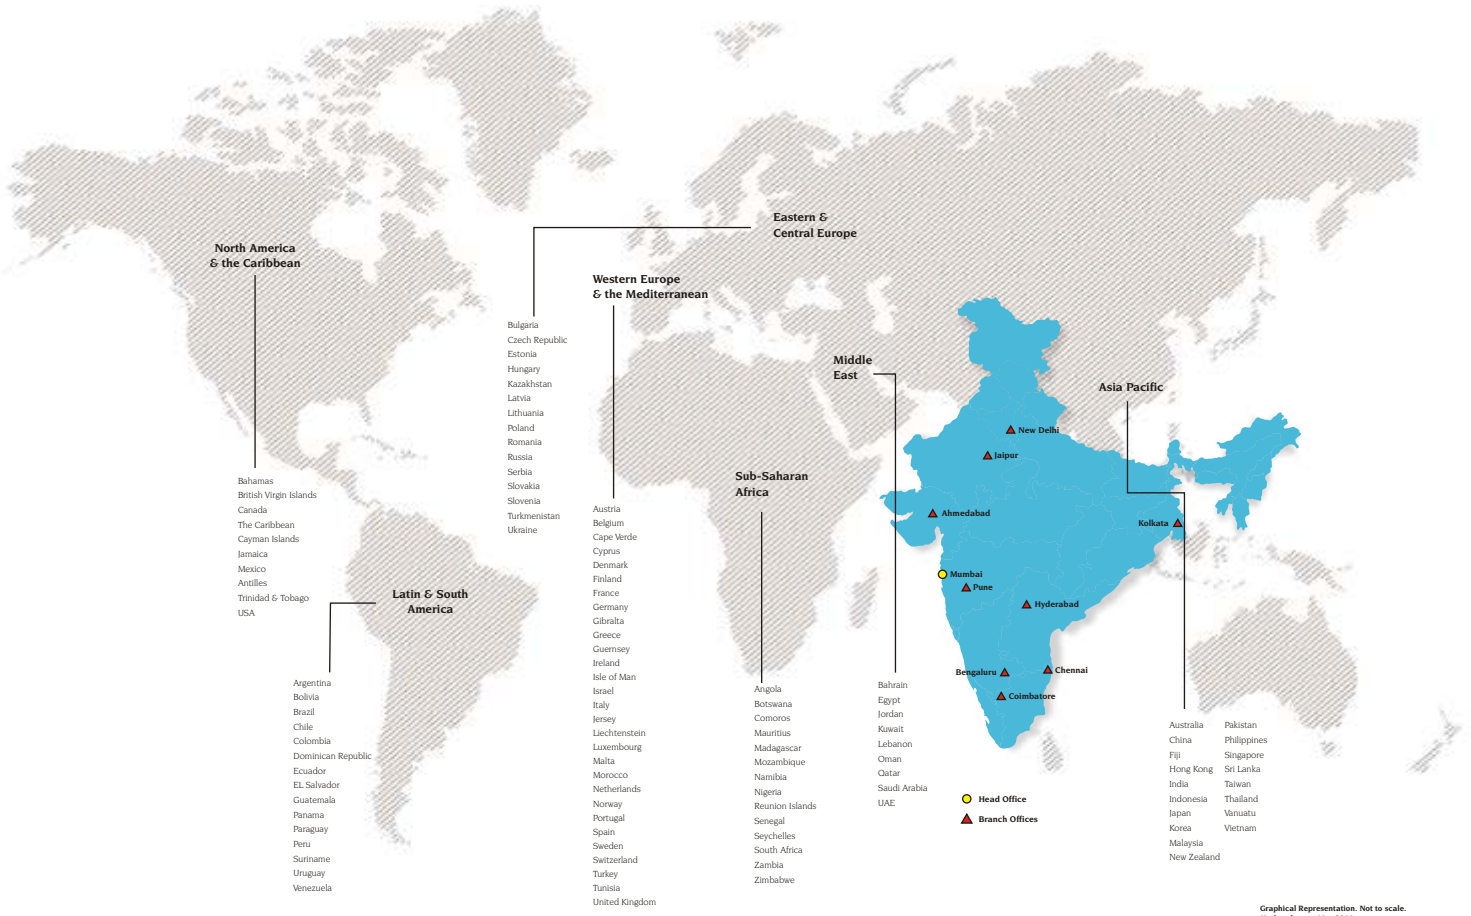 North America
& the Caribbean
Bahamas
British Virgin Islands
Canada
The Caribbean
Cayman Islands
Jamaica
Mexico
Antilles
Trinidad & Tobago
USA
Latin & South
America
Argentina
Bolivia
Brazil
Chile
Colombia
Dominican Republic
Ecuador
EL Salvador
Guatemala
Panama
Paraguay
Peru
Suriname
Uruguay
Venezuela
Eastern &
Central Europe
Bulgaria
Czech Republic
Estonia
Hungary
Kazakhstan
Latvia
Lithuania
Poland
Romania
Russia
Serbia
Slovakia
Slovenia
Turkmenistan
Ukraine
Western Europe
& the Mediterranean
Austria
Belgium
Cape Verde
Cyprus
Denmark
Finland
France
Germany
Gibralta
Greece
Guernsey
Ireland
Isle of Man
Israel
Italy
Jersey
Liechtenstein
Luxembourg
Malta
Morocco
Netherlands
Norway
Portugal
Spain
Sweden
Switzerland
Turkey
Tunisia
United Kingdom
Sub-Saharan
Africa
Angola
Botswana
Comoros
Mauritius
Madagascar
Mozambique
Namibia
Nigeria
Reunion Islands
Senegal
Seychelles
South Africa
Zambia
Zimbabwe
Middle
East
Bahrain
Egypt
Jordan
Kuwait
Lebanon
Oman
Qatar
Saudi Arabia
UAE
Asia Pacific
Australia
China
Fiji
Hong Kong
India
Indonesia
Japan
Korea
Malaysia
New Zealand
Pakistan
Philippines
Singapore
Sri Lanka
Taiwan
Thailand
Vanuatu
Vietnam
New Delhi
Jaipur
Ahmedabad
Kolkata
Mumbai
Pune
Hyderabad
Bengaluru
Chennai
Coimbatore
Head Office
Branch Offices
Graphical Representation. Not to scale.